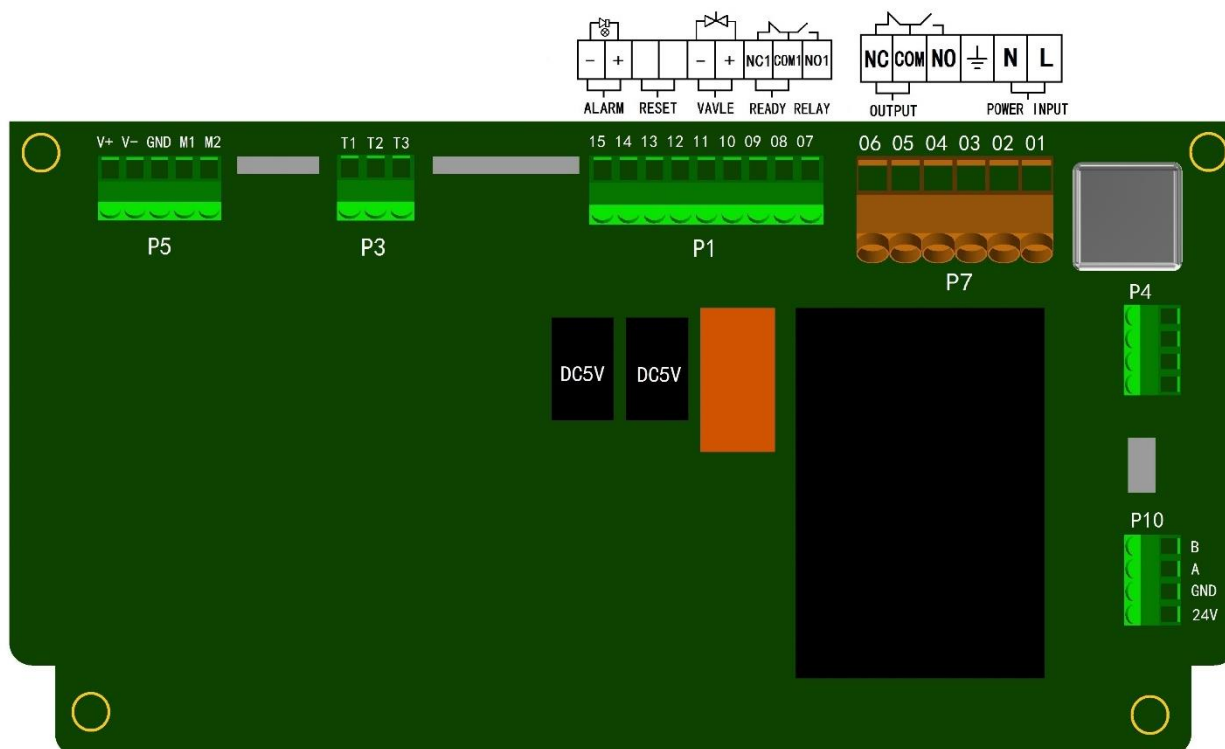 - + - + NC1 COM1 NO1
NC COM NO N L
ALARM RESET VAVLE READY RELAY
OUTPUT POWER INPUT
V+ V- GND M1 M2
T1 T2 T3
15 14 13 12 11 10 09 08 07
06 05 04 03 02 01
P5
P3
P1
P7
P4
DC5V
DC5V
P10
B
A
GND
24V